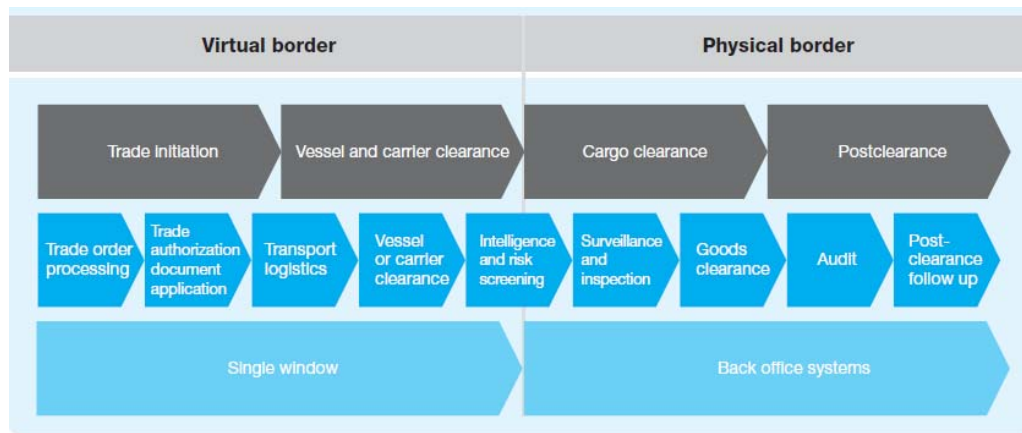 Virtual border
Physical border
Trade initiation
Vessel and carrier clearance
Cargo clearance
Postclearance
Trade order
processing
Trade
authorization
document
application
Transport
logistics
Vessel
or carrier
clearance
Intelligence
and risk
screening
Surveillance
and
inspection
Goods
clearance
Audit
Post-
clearance
follow up
Single window
Back office systems